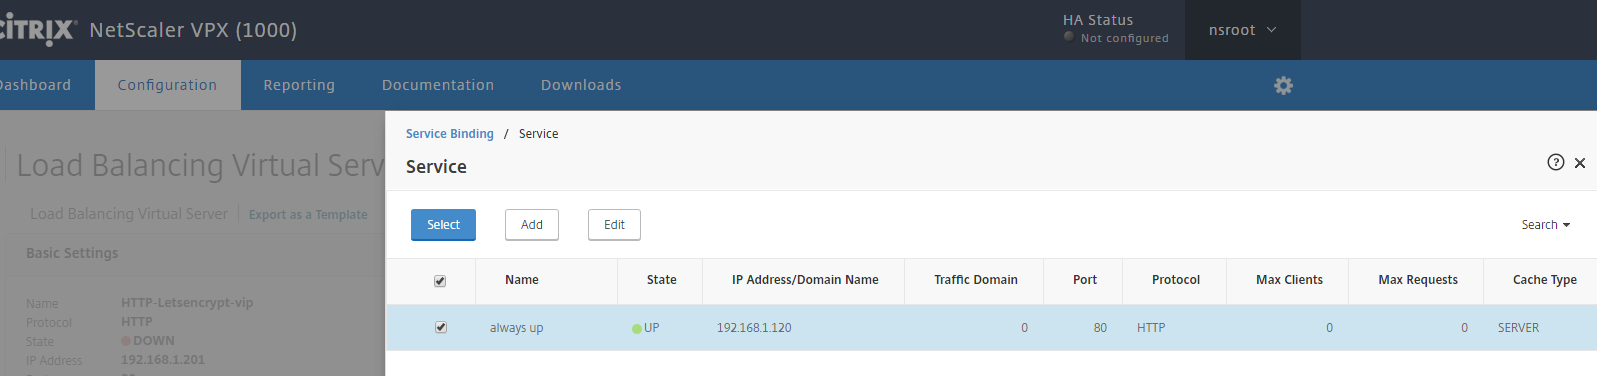 CITRIX NetScaler VPX (1000)
HA Status
Not configured
nsroot
Dashboard Configuration Reporting Documentation Downloads
Service Binding / Service
Service
Load Balancing Virtual Serv
Load Balancing Virtual Server Export as a Template
Select Add Edit Search
Basic Settings
Name State IP Address/Domain Name Traffic Domain Port Protocol Max Clients Max Requests Cache Type
always up UP 192.168.1.120 0 80 HTTP 0 0 SERVER
Name HTTP-Letsencrypt-vip
Protocol HTTP
State DOWN
IP Address 192.168.1.201